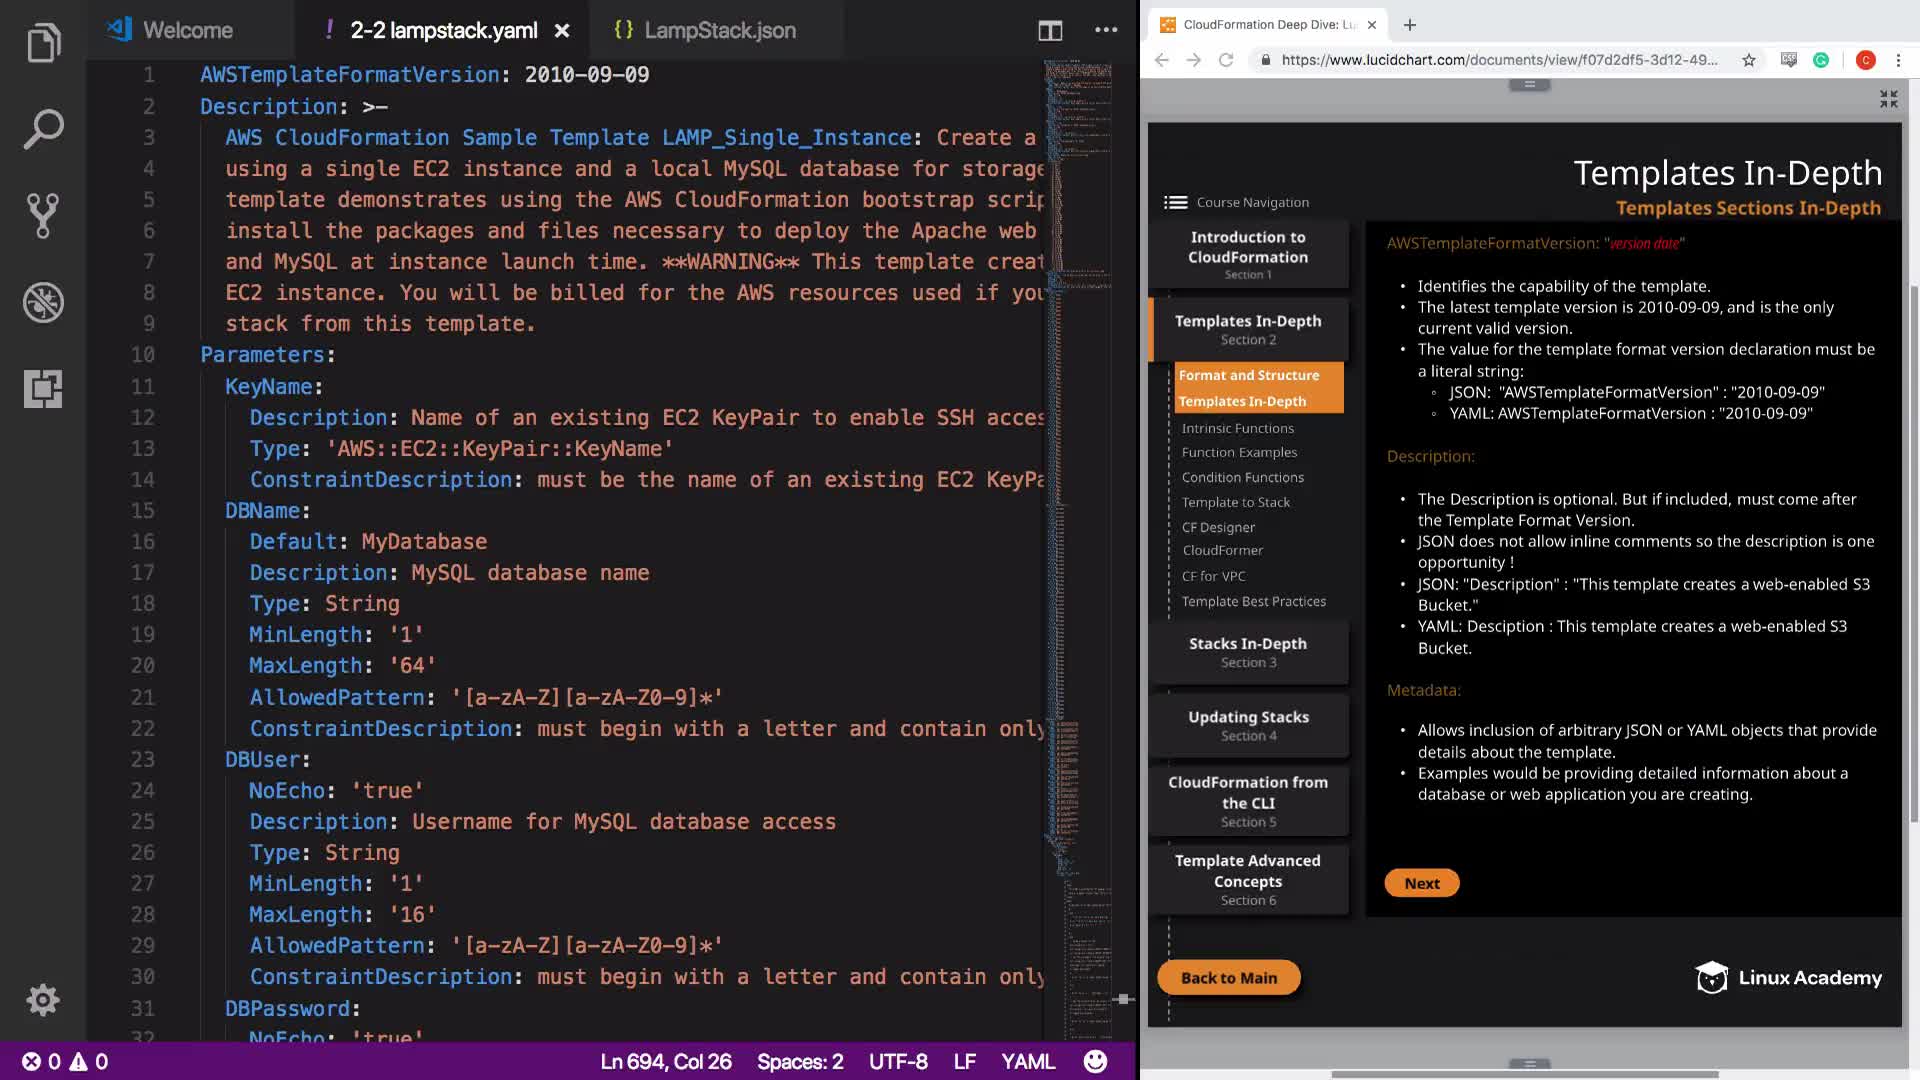 Welcome
! 2-2 lampstack.yaml ×
{} LampStack.json
1 AWSTemplateFormatVersion: 2010-09-09
2 Description: >-
3 AWS CloudFormation Sample Template LAMP_Single_Instance: Create a
4 using a single EC2 instance and a local MySQL database for storage
5 template demonstrates using the AWS CloudFormation bootstrap scrip
6 install the packages and files necessary to deploy the Apache web
7 and MySQL at instance launch time. **WARNING** This template creat
8 EC2 instance. You will be billed for the AWS resources used if you
9 stack from this template.
10 Parameters:
11 KeyName:
12 Description: Name of an existing EC2 KeyPair to enable SSH acces
13 Type: 'AWS::EC2::KeyPair::KeyName'
14 ConstraintDescription: must be the name of an existing EC2 KeyPa
15 DBName:
16 Default: MyDatabase
17 Description: MySQL database name
18 Type: String
19 MinLength: '1'
20 MaxLength: '64'
21 AllowedPattern: '[a-zA-Z][a-zA-Z0-9]*'
22 ConstraintDescription: must begin with a letter and contain only
23 DBUser:
24 NoEcho: 'true'
25 Description: Username for MySQL database access
26 Type: String
27 MinLength: '1'
28 MaxLength: '16'
29 AllowedPattern: '[a-zA-Z][a-zA-Z0-9]*'
30 ConstraintDescription: must begin with a letter and contain only
31 DBPassword:
32 NoEcho: 'true'
0 0
Ln 694, Col 26
Spaces: 2
UTF-8
LF
YAML
CloudFormation Deep Dive: Lu
https://www.lucidchart.com/documents/view/f07d2df5-3d12-49...
C
Templates In-Depth
Templates Sections In-Depth
Course Navigation
Introduction to
CloudFormation
Section 1
Templates In-Depth
Section 2
Format and Structure
Templates In-Depth
Intrinsic Functions
Function Examples
Condition Functions
Template to Stack
CF Designer
CloudFormer
CF for VPC
Template Best Practices
Stacks In-Depth
Section 3
Updating Stacks
Section 4
CloudFormation from
the CLI
Section 5
Template Advanced
Concepts
Section 6
Back to Main
AWSTemplateFormatVersion: "version date"
• Identifies the capability of the template.
• The latest template version is 2010-09-09, and is the only
current valid version.
• The value for the template format version declaration must be
a literal string:
◦ JSON: "AWSTemplateFormatVersion" : "2010-09-09"
◦ YAML: AWSTemplateFormatVersion : "2010-09-09"
Description:
• The Description is optional. But if included, must come after
the Template Format Version.
• JSON does not allow inline comments so the description is one
opportunity !
• JSON: "Description" : "This template creates a web-enabled S3
Bucket."
• YAML: Desciption : This template creates a web-enabled S3
Bucket.
Metadata:
• Allows inclusion of arbitrary JSON or YAML objects that provide
details about the template.
• Examples would be providing detailed information about a
database or web application you are creating.
Next
Linux Academy